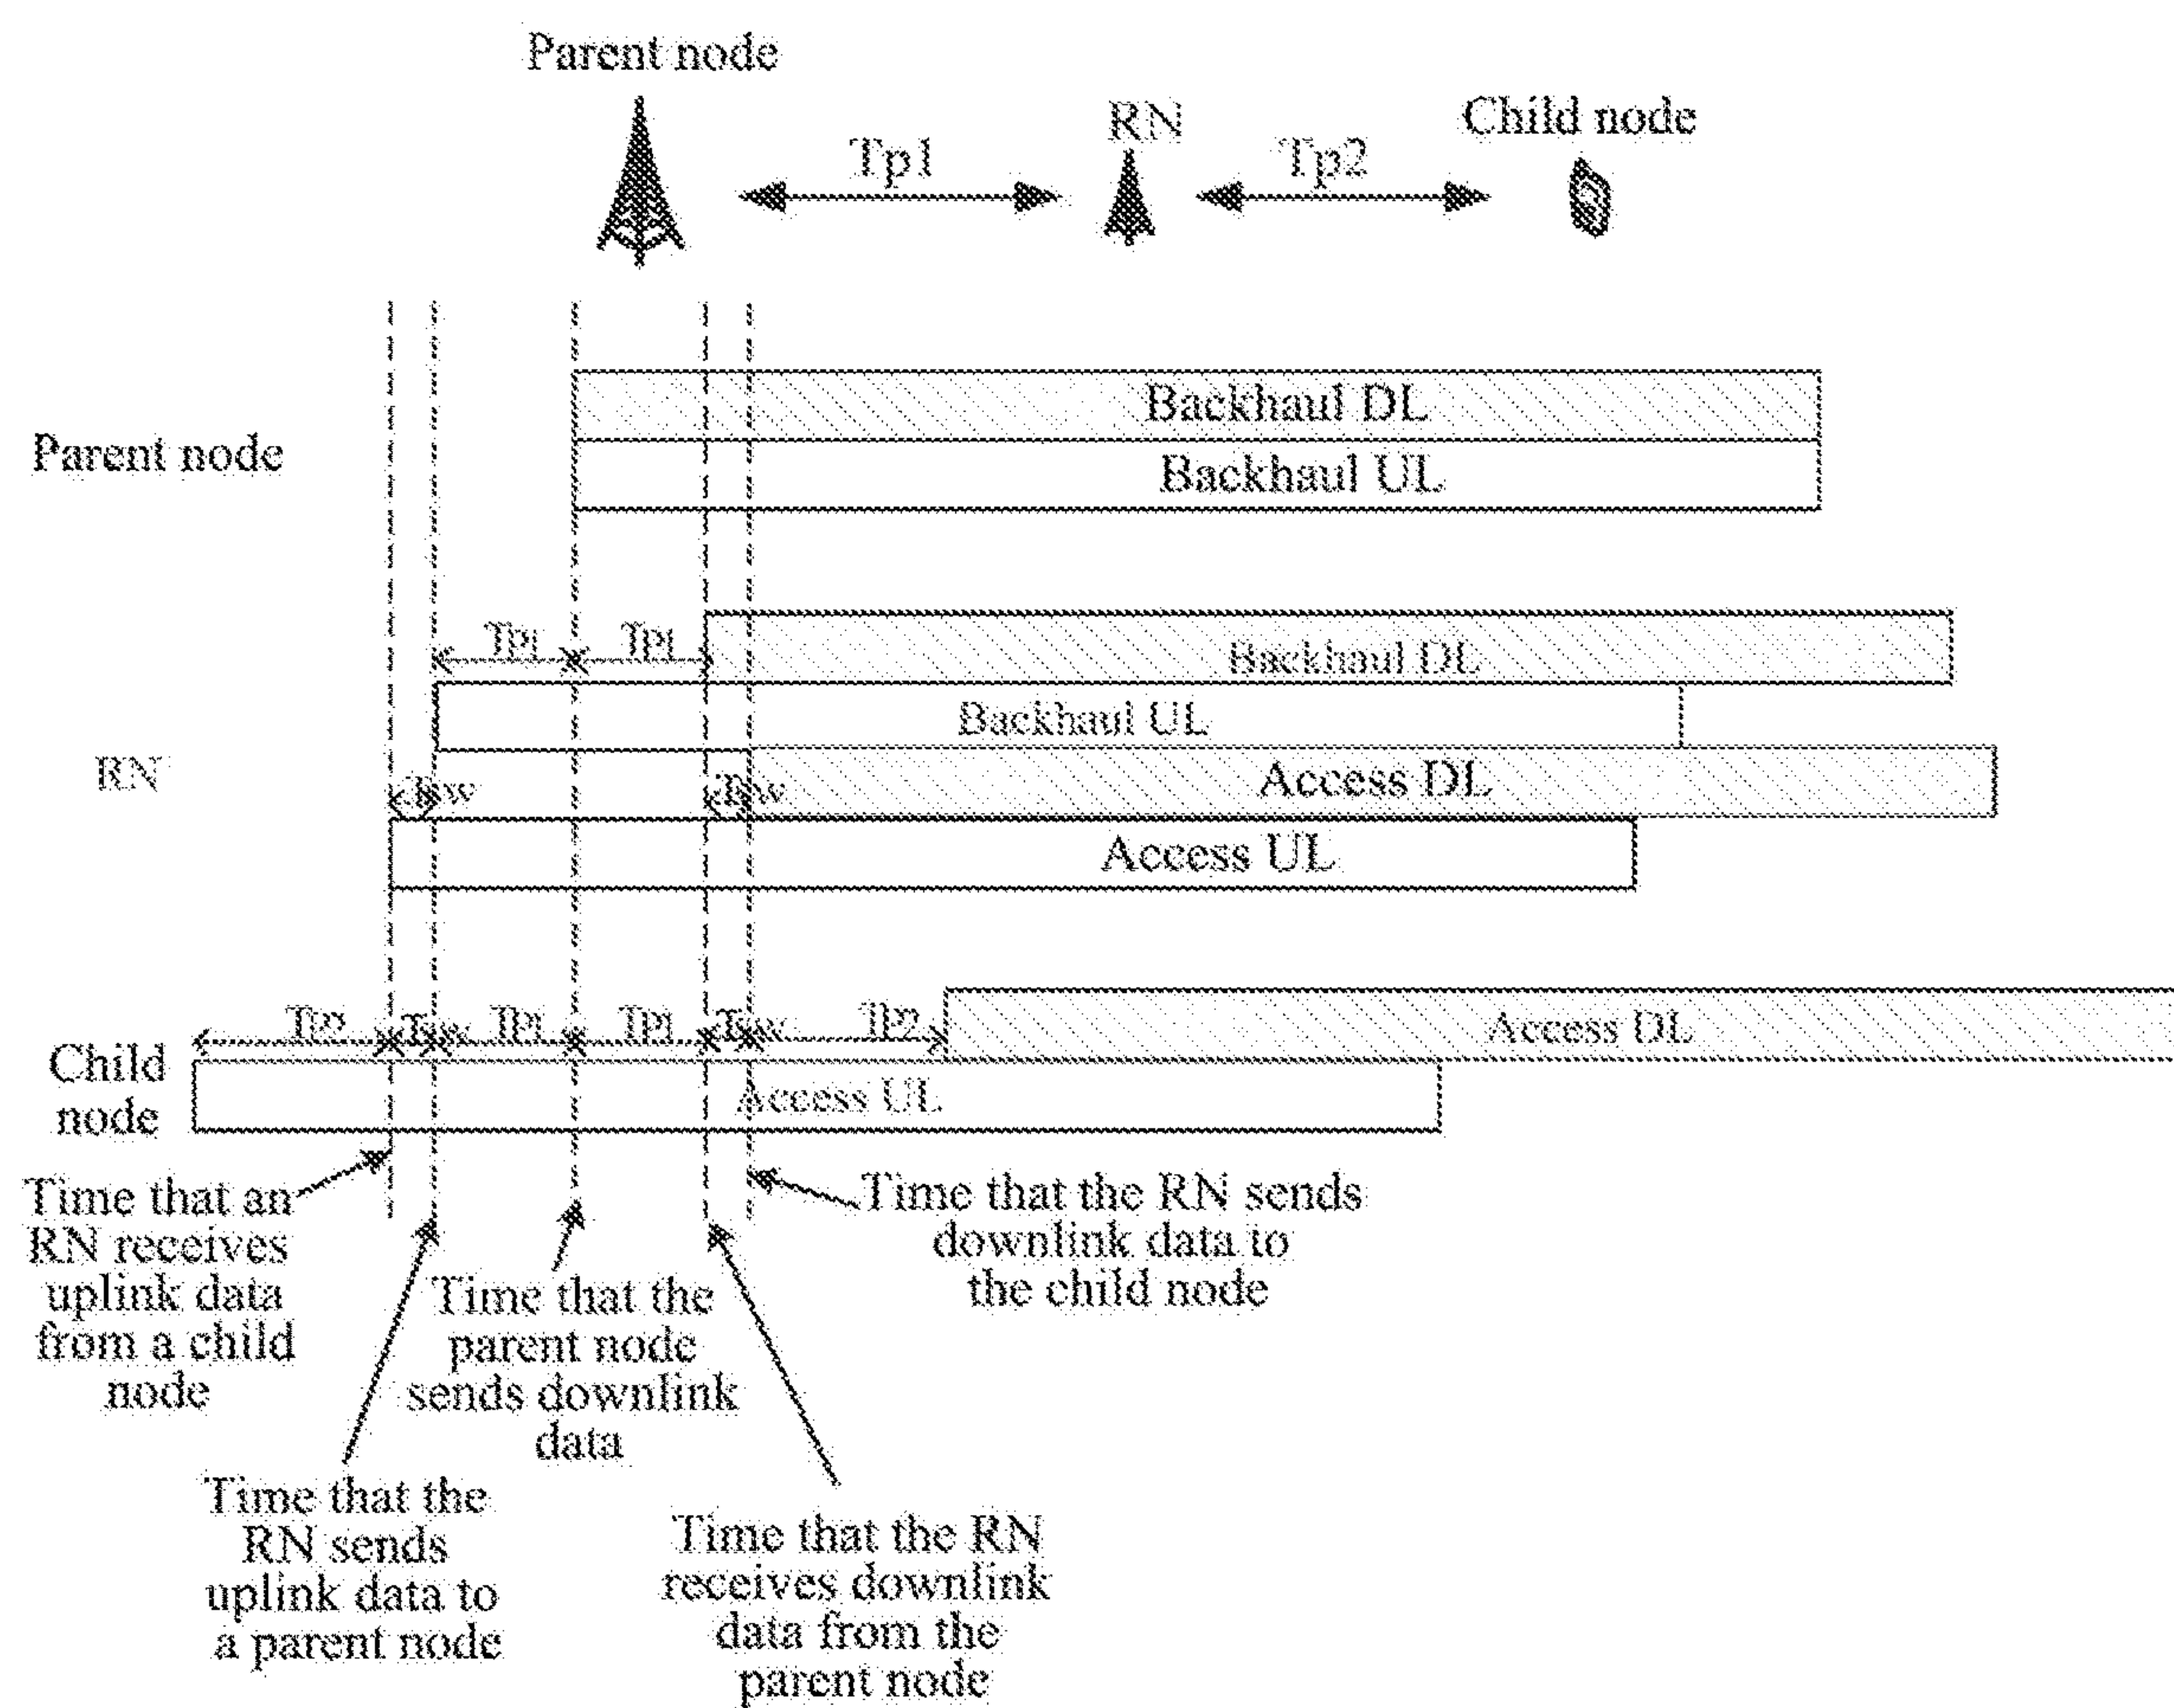 Parent node
RN
Child node
Tp1
Tp2
Backhaul DL
Parent node
Backhaul UL
Tp1
Tp1
Backhaul DL
Backhaul UL
RN
Access DL
Tsw
Tsw
Access UL
Tp2
Tsw
Tp1
Tp1
Tsw
Tp2
Access DL
Child
node
Access UL
Time that an
RN receives
uplink data
from a child
node
Time that the RN sends
downlink data to
the child node
Time that the
parent node
sends downlink
data
Time that the
RN sends
uplink data to
a parent node
Time that the RN
receives downlink
data from the
parent node